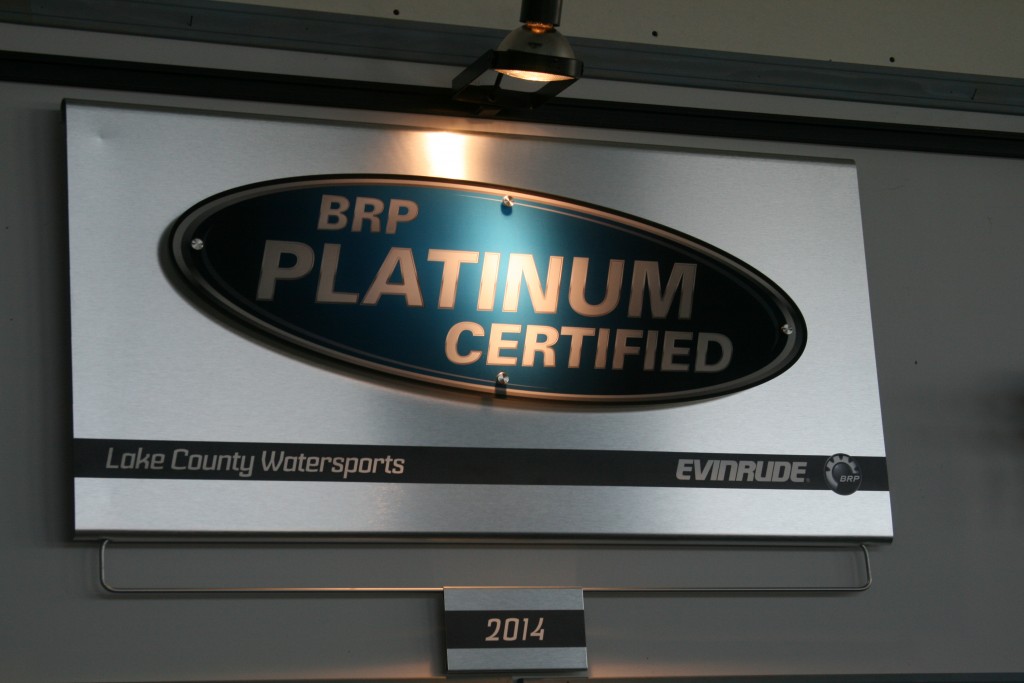 BRP
PLATINUM
CERTIFIED
Lake County Watersports
EVINRUDE
BRP
2014